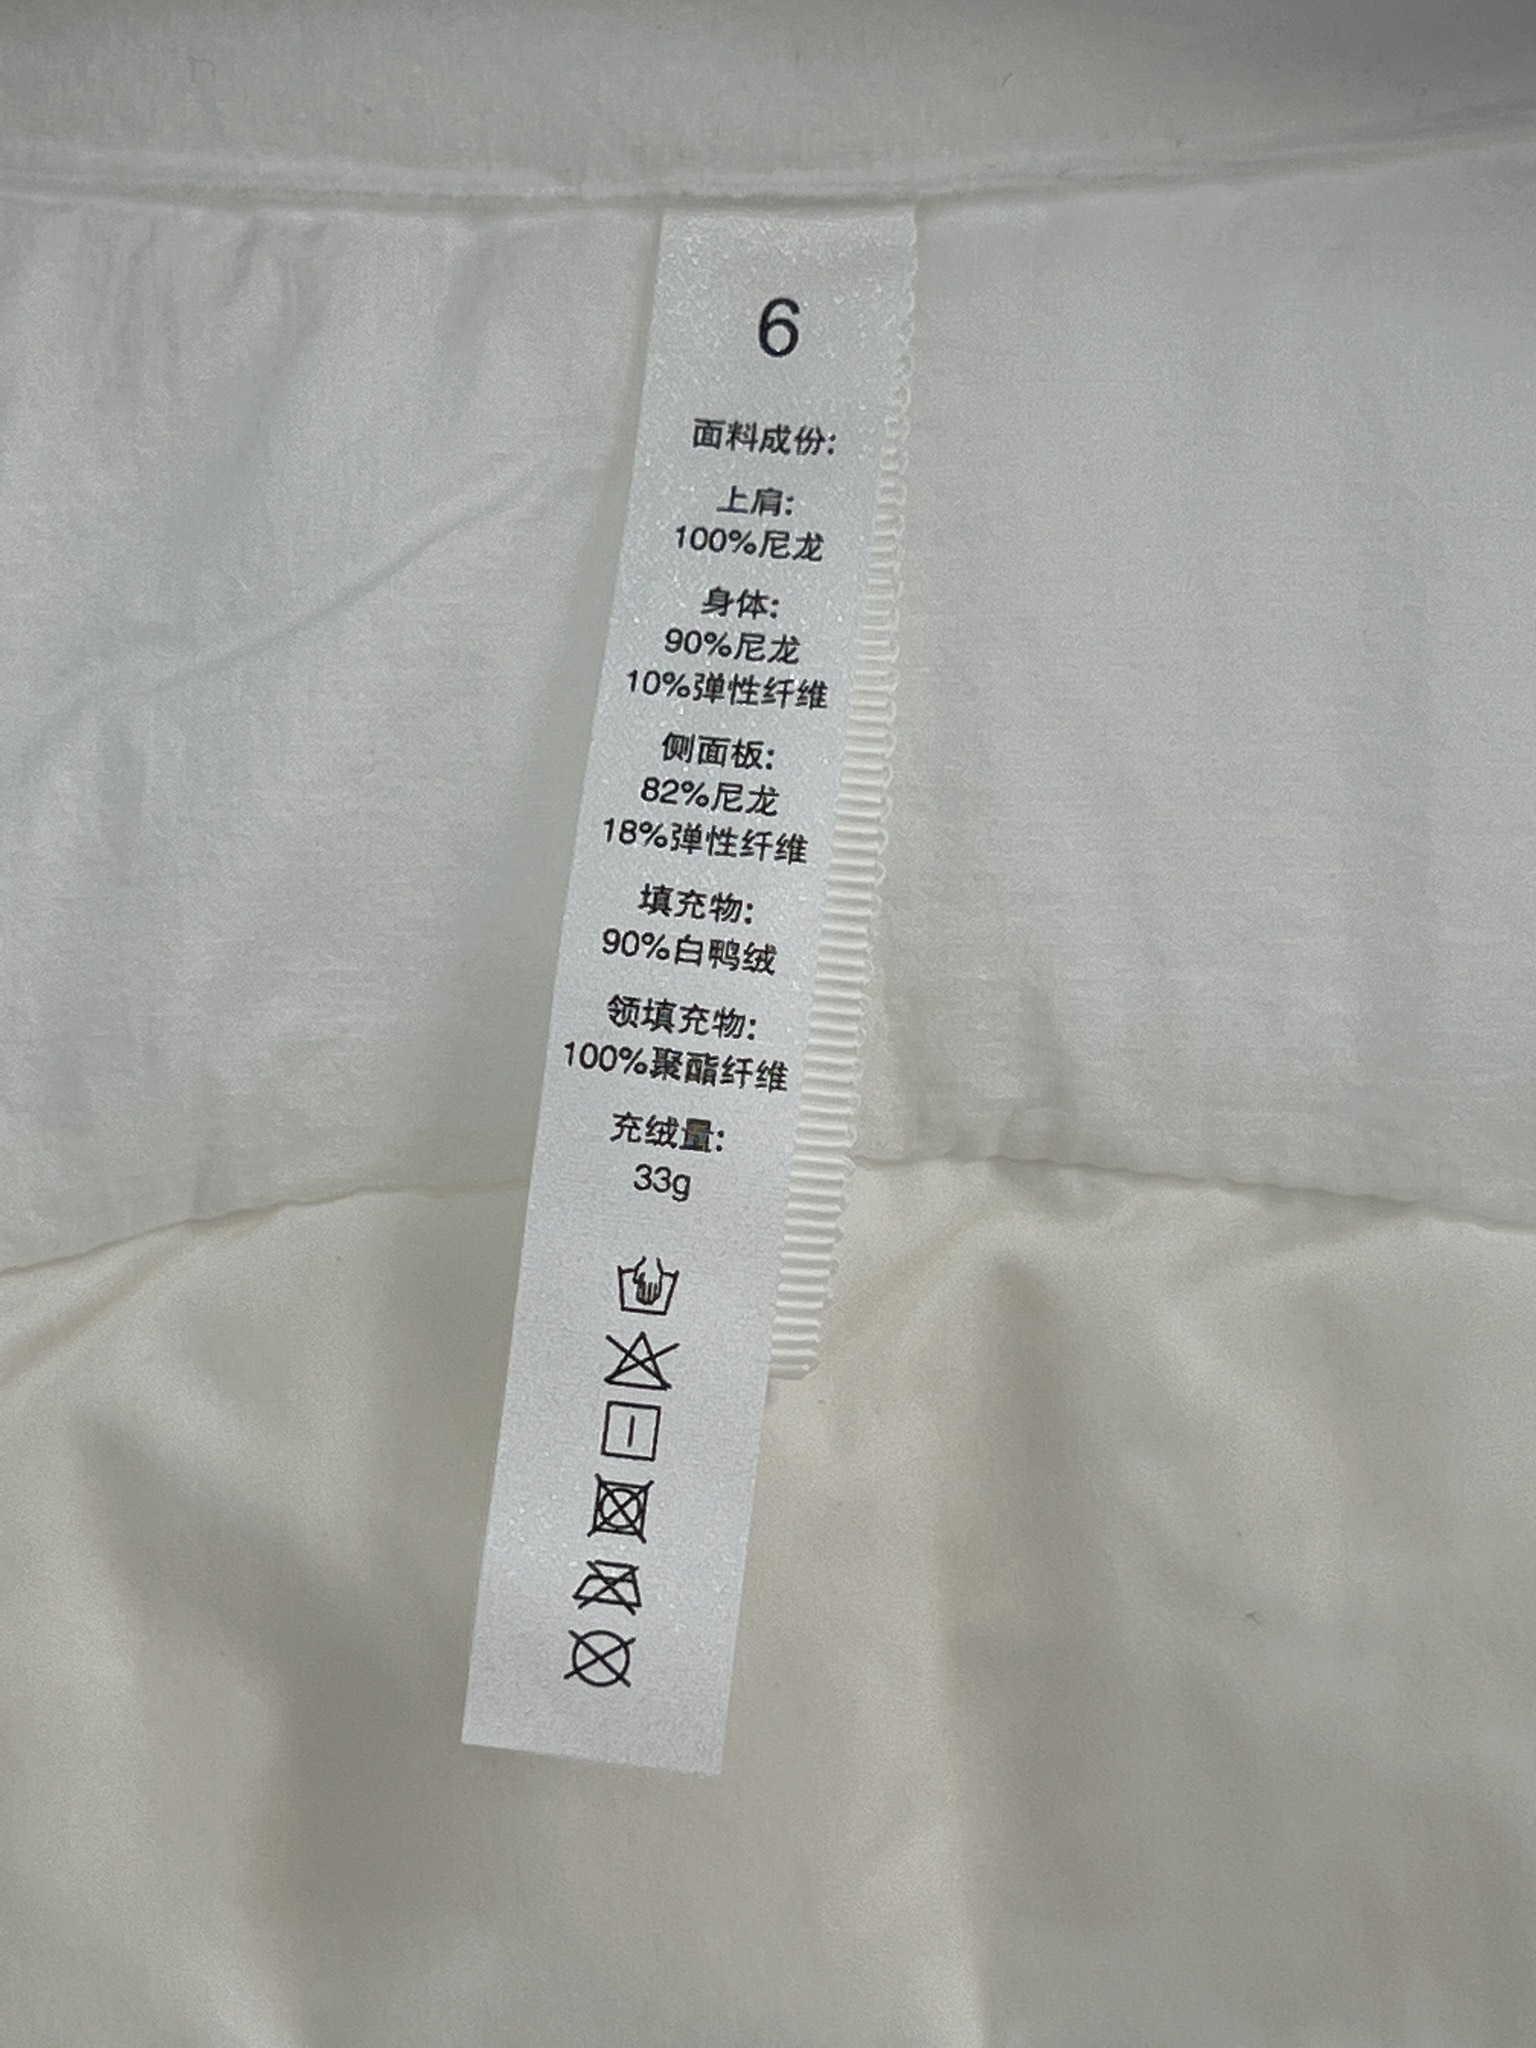 6
面料成份:
上肩:
100%尼龙
身体:
90%尼龙
10%弹性纤维
侧面板:
82%尼龙
18%弹性纤维
填充物:
90%白鸭绒
领填充物:
100%聚酯纤维
充绒量:
33g